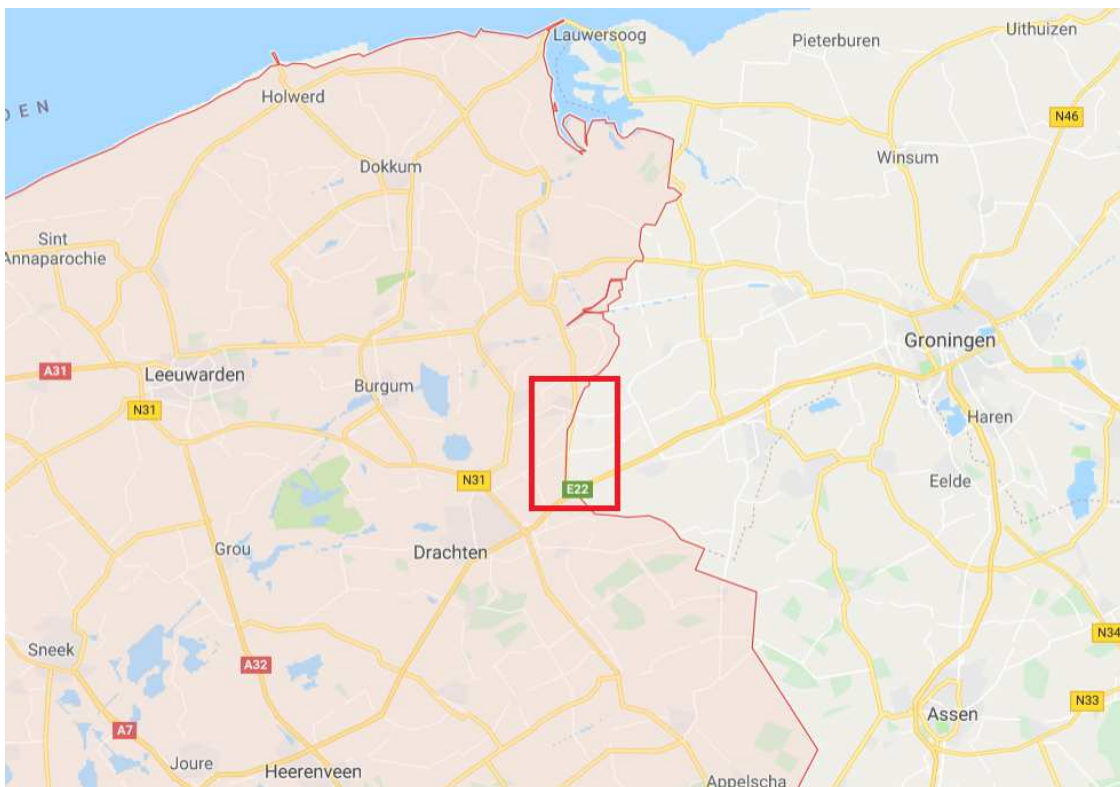 Lauwersoog
Pieterburen
Uithuizen
DEN
Holwerd
N46
Dokkum
Winsum
Sint
Annaparochie
Groningen
A31
Leeuwarden
Burgum
N31
Haren
N31
E22
Eelde
Drachten
Grou
Sneek
N34
A32
N33
Assen
A7
Joure
Heerenveen
Appelscha